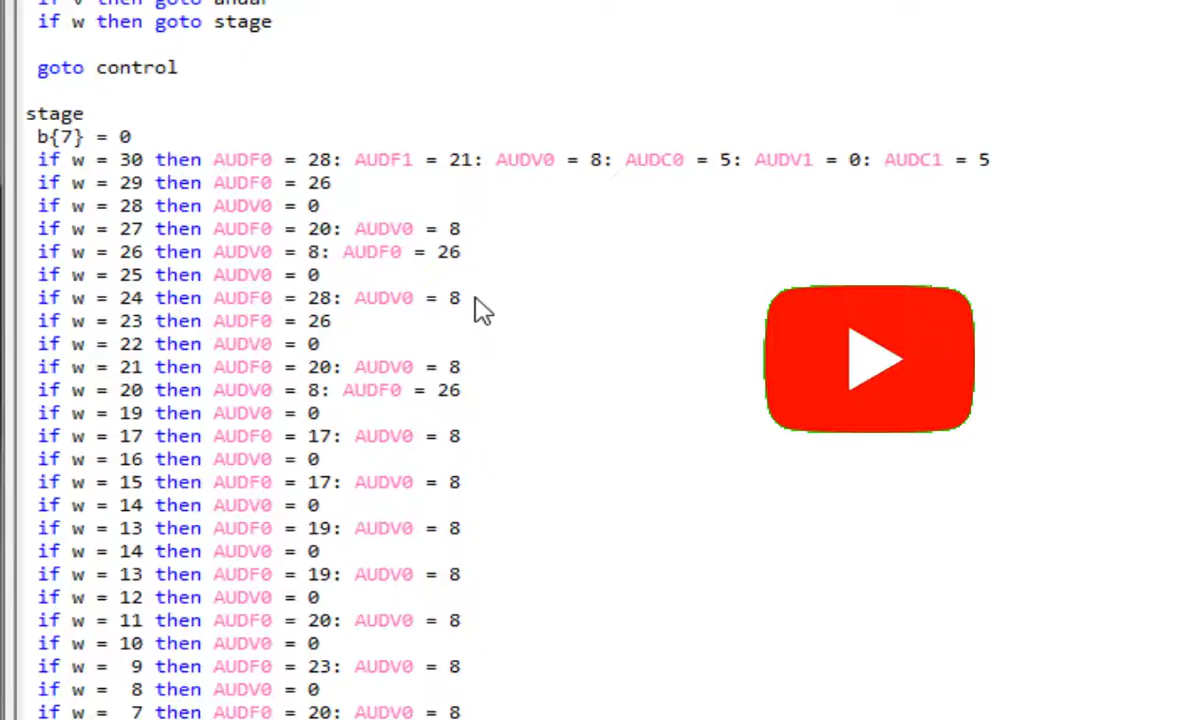 if v then goto andar
if w then goto stage
goto control
stage
b{7} = 0
if w = 30 then AUDF0 = 28: AUDF1 = 21: AUDV0 = 8: AUDC0 = 5: AUDV1 = 0: AUDC1 = 5
if w = 29 then AUDF0 = 26
if w = 28 then AUDV0 = 0
if w = 27 then AUDF0 = 20: AUDV0 = 8
if w = 26 then AUDV0 = 8: AUDF0 = 26
if w = 25 then AUDV0 = 0
if w = 24 then AUDF0 = 28: AUDV0 = 8
if w = 23 then AUDF0 = 26
if w = 22 then AUDV0 = 0
if w = 21 then AUDF0 = 20: AUDV0 = 8
if w = 20 then AUDV0 = 8: AUDF0 = 26
if w = 19 then AUDV0 = 0
if w = 17 then AUDF0 = 17: AUDV0 = 8
if w = 16 then AUDV0 = 0
if w = 15 then AUDF0 = 17: AUDV0 = 8
if w = 14 then AUDV0 = 0
if w = 13 then AUDF0 = 19: AUDV0 = 8
if w = 14 then AUDV0 = 0
if w = 13 then AUDF0 = 19: AUDV0 = 8
if w = 12 then AUDV0 = 0
if w = 11 then AUDF0 = 20: AUDV0 = 8
if w = 10 then AUDV0 = 0
if w =  9 then AUDF0 = 23: AUDV0 = 8
if w =  8 then AUDV0 = 0
if w =  7 then AUDF0 = 20: AUDV0 = 8